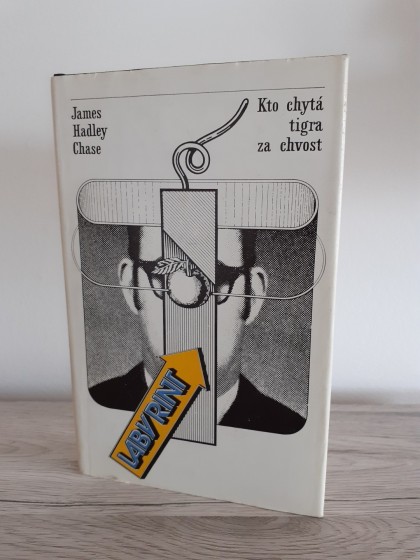 James
Hadley
Chase
Kto chytá
tigra
za chvost
LABYRINT